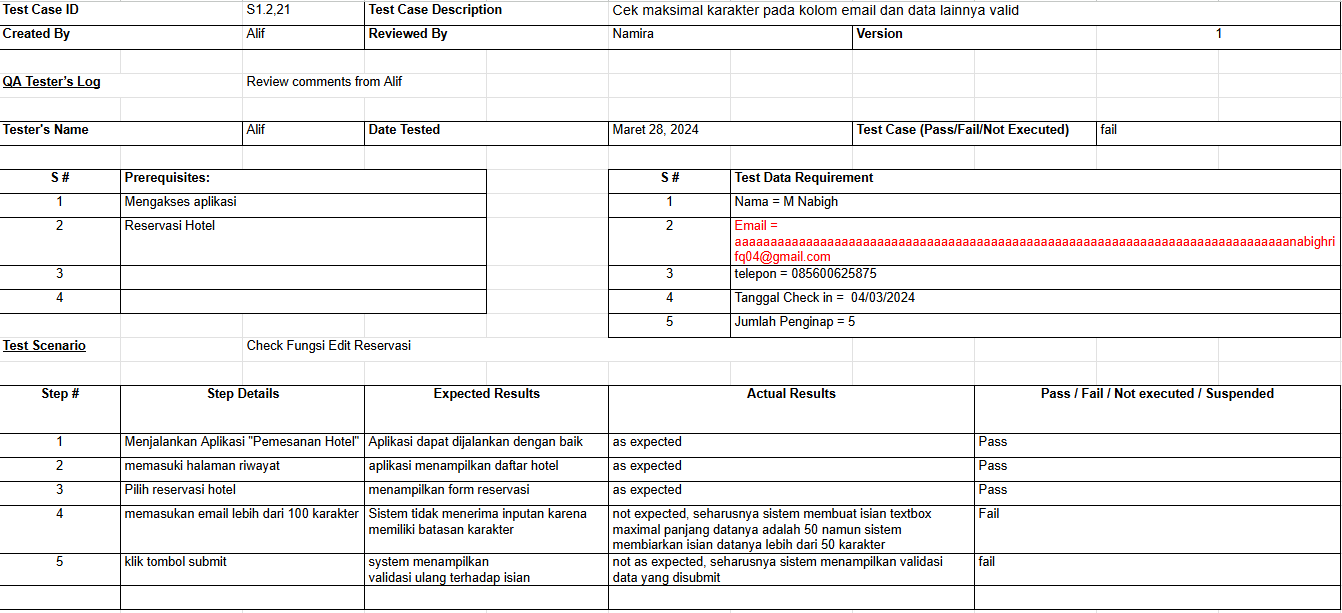 Test Case ID S1.2,21 Test Case Description Cek maksimal karakter pada kolom email dan data lainnya valid
Created By Alif Reviewed By Namira Version 1
QA Tester's Log Review comments from Alif
Tester's Name Alif Date Tested Maret 28, 2024 Test Case (Pass/Fail/Not Executed) fail
S # Prerequisites: S # Test Data Requirement
1 Mengakses aplikasi 1 Nama = M Nabigh
2 Reservasi Hotel 2 Email =
aaaaaaaaaaaaaaaaaaaaaaaaaaaaaaaaaaaaaaaaaaaaaaaaaaaaaaaaaaaaaaaaaaaaaaaaaaaaaaanabighri
fq04@gmail.com
3 3 telepon = 085600625875
4 4 Tanggal Check in = 04/03/2024
5 Jumlah Penginap = 5
Test Scenario Check Fungsi Edit Reservasi
Step # Step Details Expected Results Actual Results Pass / Fail / Not executed / Suspended
1 Menjalankan Aplikasi "Pemesanan Hotel" Aplikasi dapat dijalankan dengan baik as expected Pass
2 memasuki halaman riwayat aplikasi menampilkan daftar hotel as expected Pass
3 Pilih reservasi hotel menampilkan form reservasi as expected Pass
4 memasukan email lebih dari 100 karakter Sistem tidak menerima inputan karena not expected, seharusnya sistem membuat isian textbox Fail
memiliki batasan karakter maximal panjang datanya adalah 50 namun sistem
membiarkan isian datanya lebih dari 50 karakter
5 klik tombol submit system menampilkan not as expected, seharusnya sistem menampilkan validasi fail
validasi ulang terhadap isian data yang disubmit